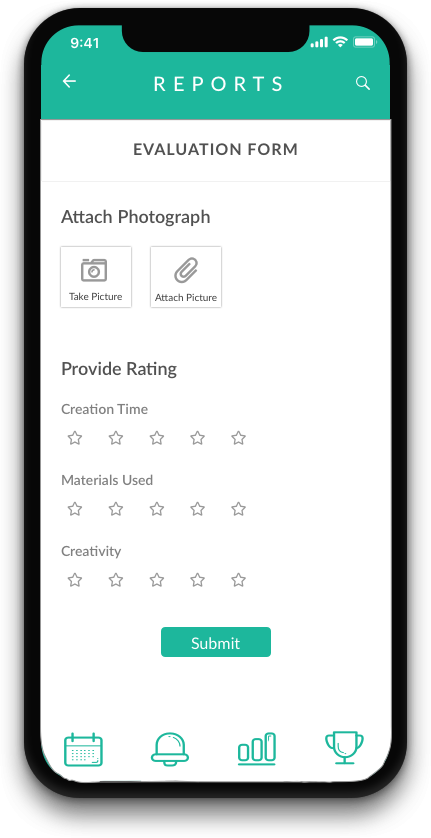 9:41
REPORTS
EVALUATION FORM
Attach Photograph
Take Picture
Attach Picture
Provide Rating
Creation Time
Materials Used
Creativity
Submit